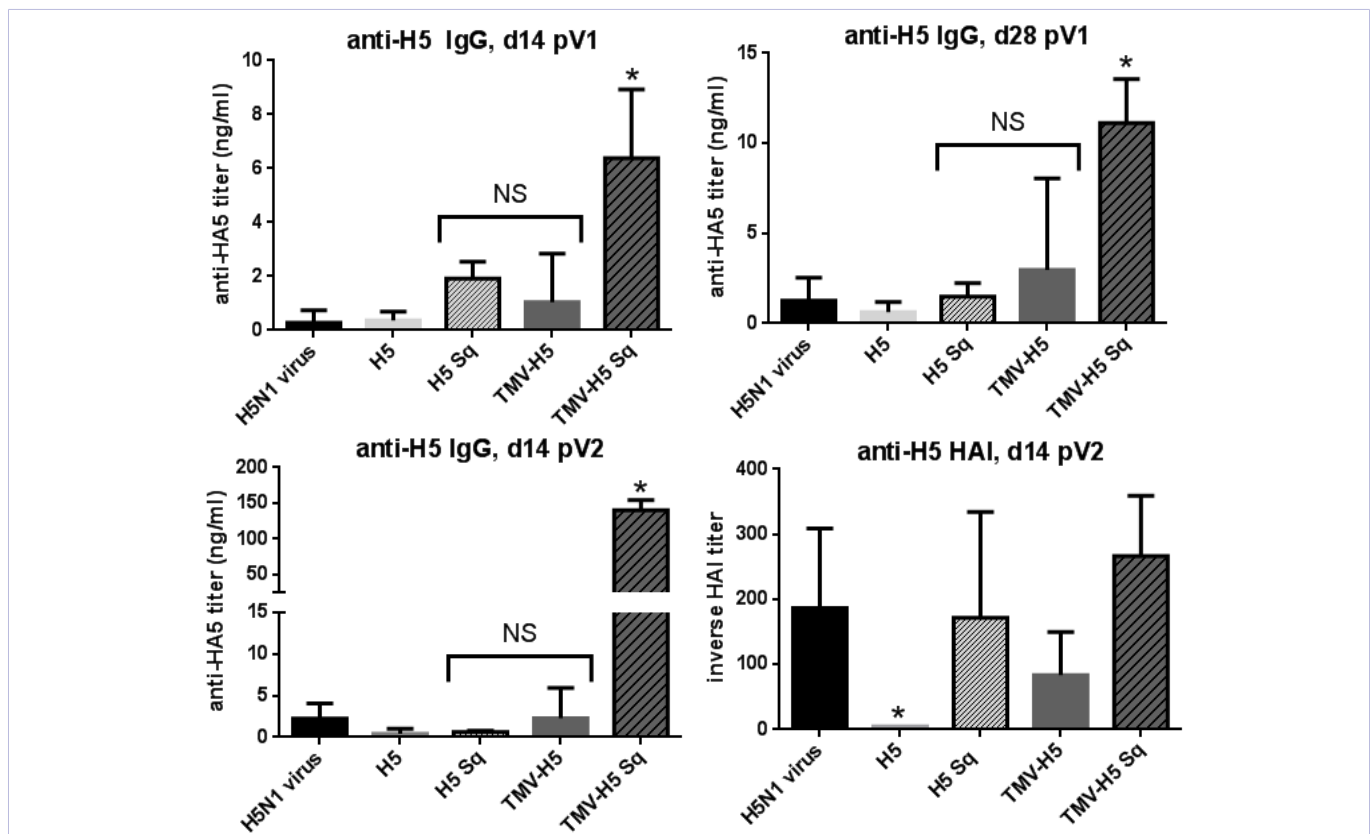 anti-H5 IgG, d14 pV1
anti-HA5 titer (ng/ml)
10
8
6
4
2
0
NS
*
H5N1 virus
H5
H5 Sq
TMV-H5
TMV-H5 Sq
anti-H5 IgG, d28 pV1
anti-HA5 titer (ng/ml)
15
10
5
0
NS
*
H5N1 virus
H5
H5 Sq
TMV-H5
TMV-H5 Sq
anti-H5 IgG, d14 pV2
anti-HA5 titer (ng/ml)
200
150
100
50
15
10
5
0
NS
*
H5N1 virus
H5
H5 Sq
TMV-H5
TMV-H5 Sq
anti-H5 HAI, d14 pV2
inverse HAI titer
400
300
200
100
0
*
H5N1 virus
H5
H5 Sq
TMV-H5
TMV-H5 Sq